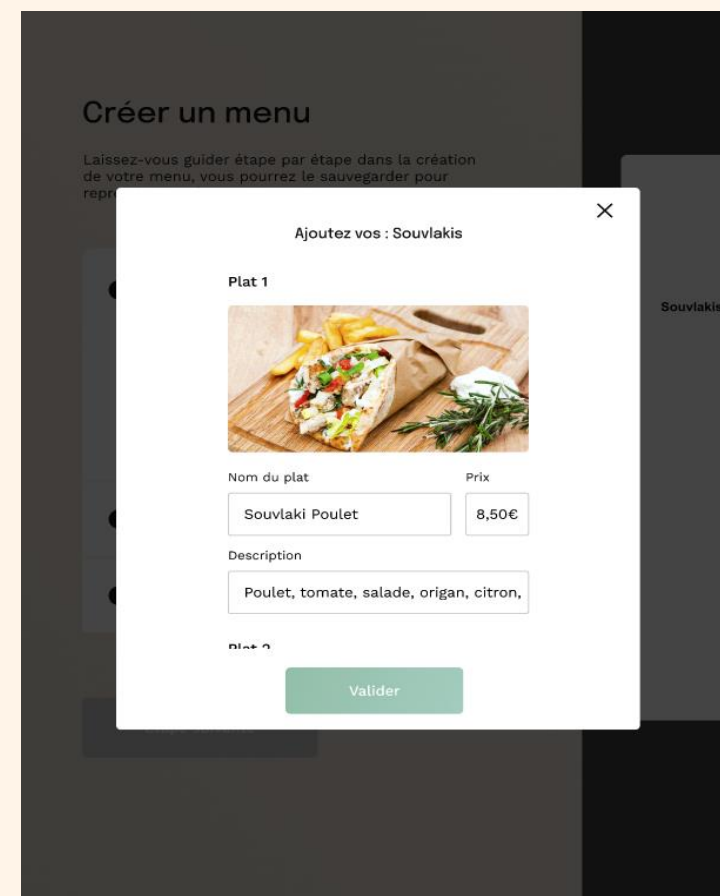 Créer un menu
Laissez-vous guider étape par étape dans la création
de votre menu, vous pourrez le sauvegarder pour
Ajoutez vos : Souvlakis
Plat 1
Souvlakis
Nom du plat
Prix
Souvlaki Poulet
8,50€
Description
Poulet, tomate, salade, origan, citron,
Plat 2
Valider